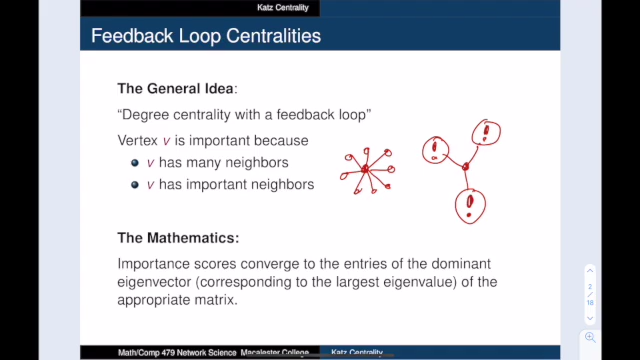 Katz Centrality
Feedback Loop Centralities
The General Idea:
“Degree centrality with a feedback loop”
Vertex v is important because
v has many neighbors
v has important neighbors
! ! !
The Mathematics:
Importance scores converge to the entries of the dominant
eigenvector (corresponding to the largest eigenvalue) of the
appropriate matrix.
2
/
18
Math/Comp 479 Network Science Macalester College Katz Centrality